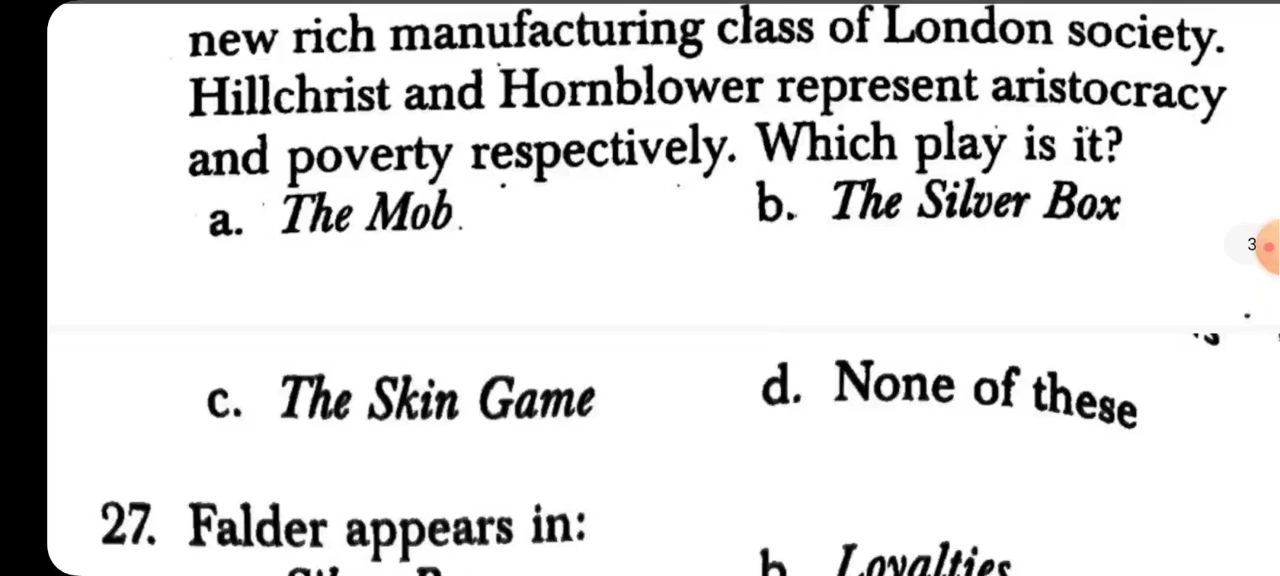 new rich manufacturing class of London society.
Hillchrist and Hornblower represent aristocracy
and poverty respectively. Which play is it?
a. The Mob.
b. The Silver Box
3
c. The Skin Game
d. None of these
27. Falder appears in:
b Loyalties